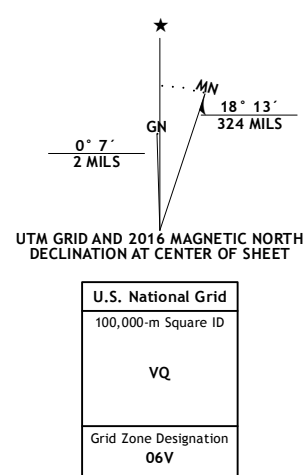 ★
MN
GN
18° 13´
324 MILS
0° 7´
2 MILS
UTM GRID AND 2016 MAGNETIC NORTH
DECLINATION AT CENTER OF SHEET
U.S. National Grid
100,000-m Square ID
VQ
Grid Zone Designation
06V